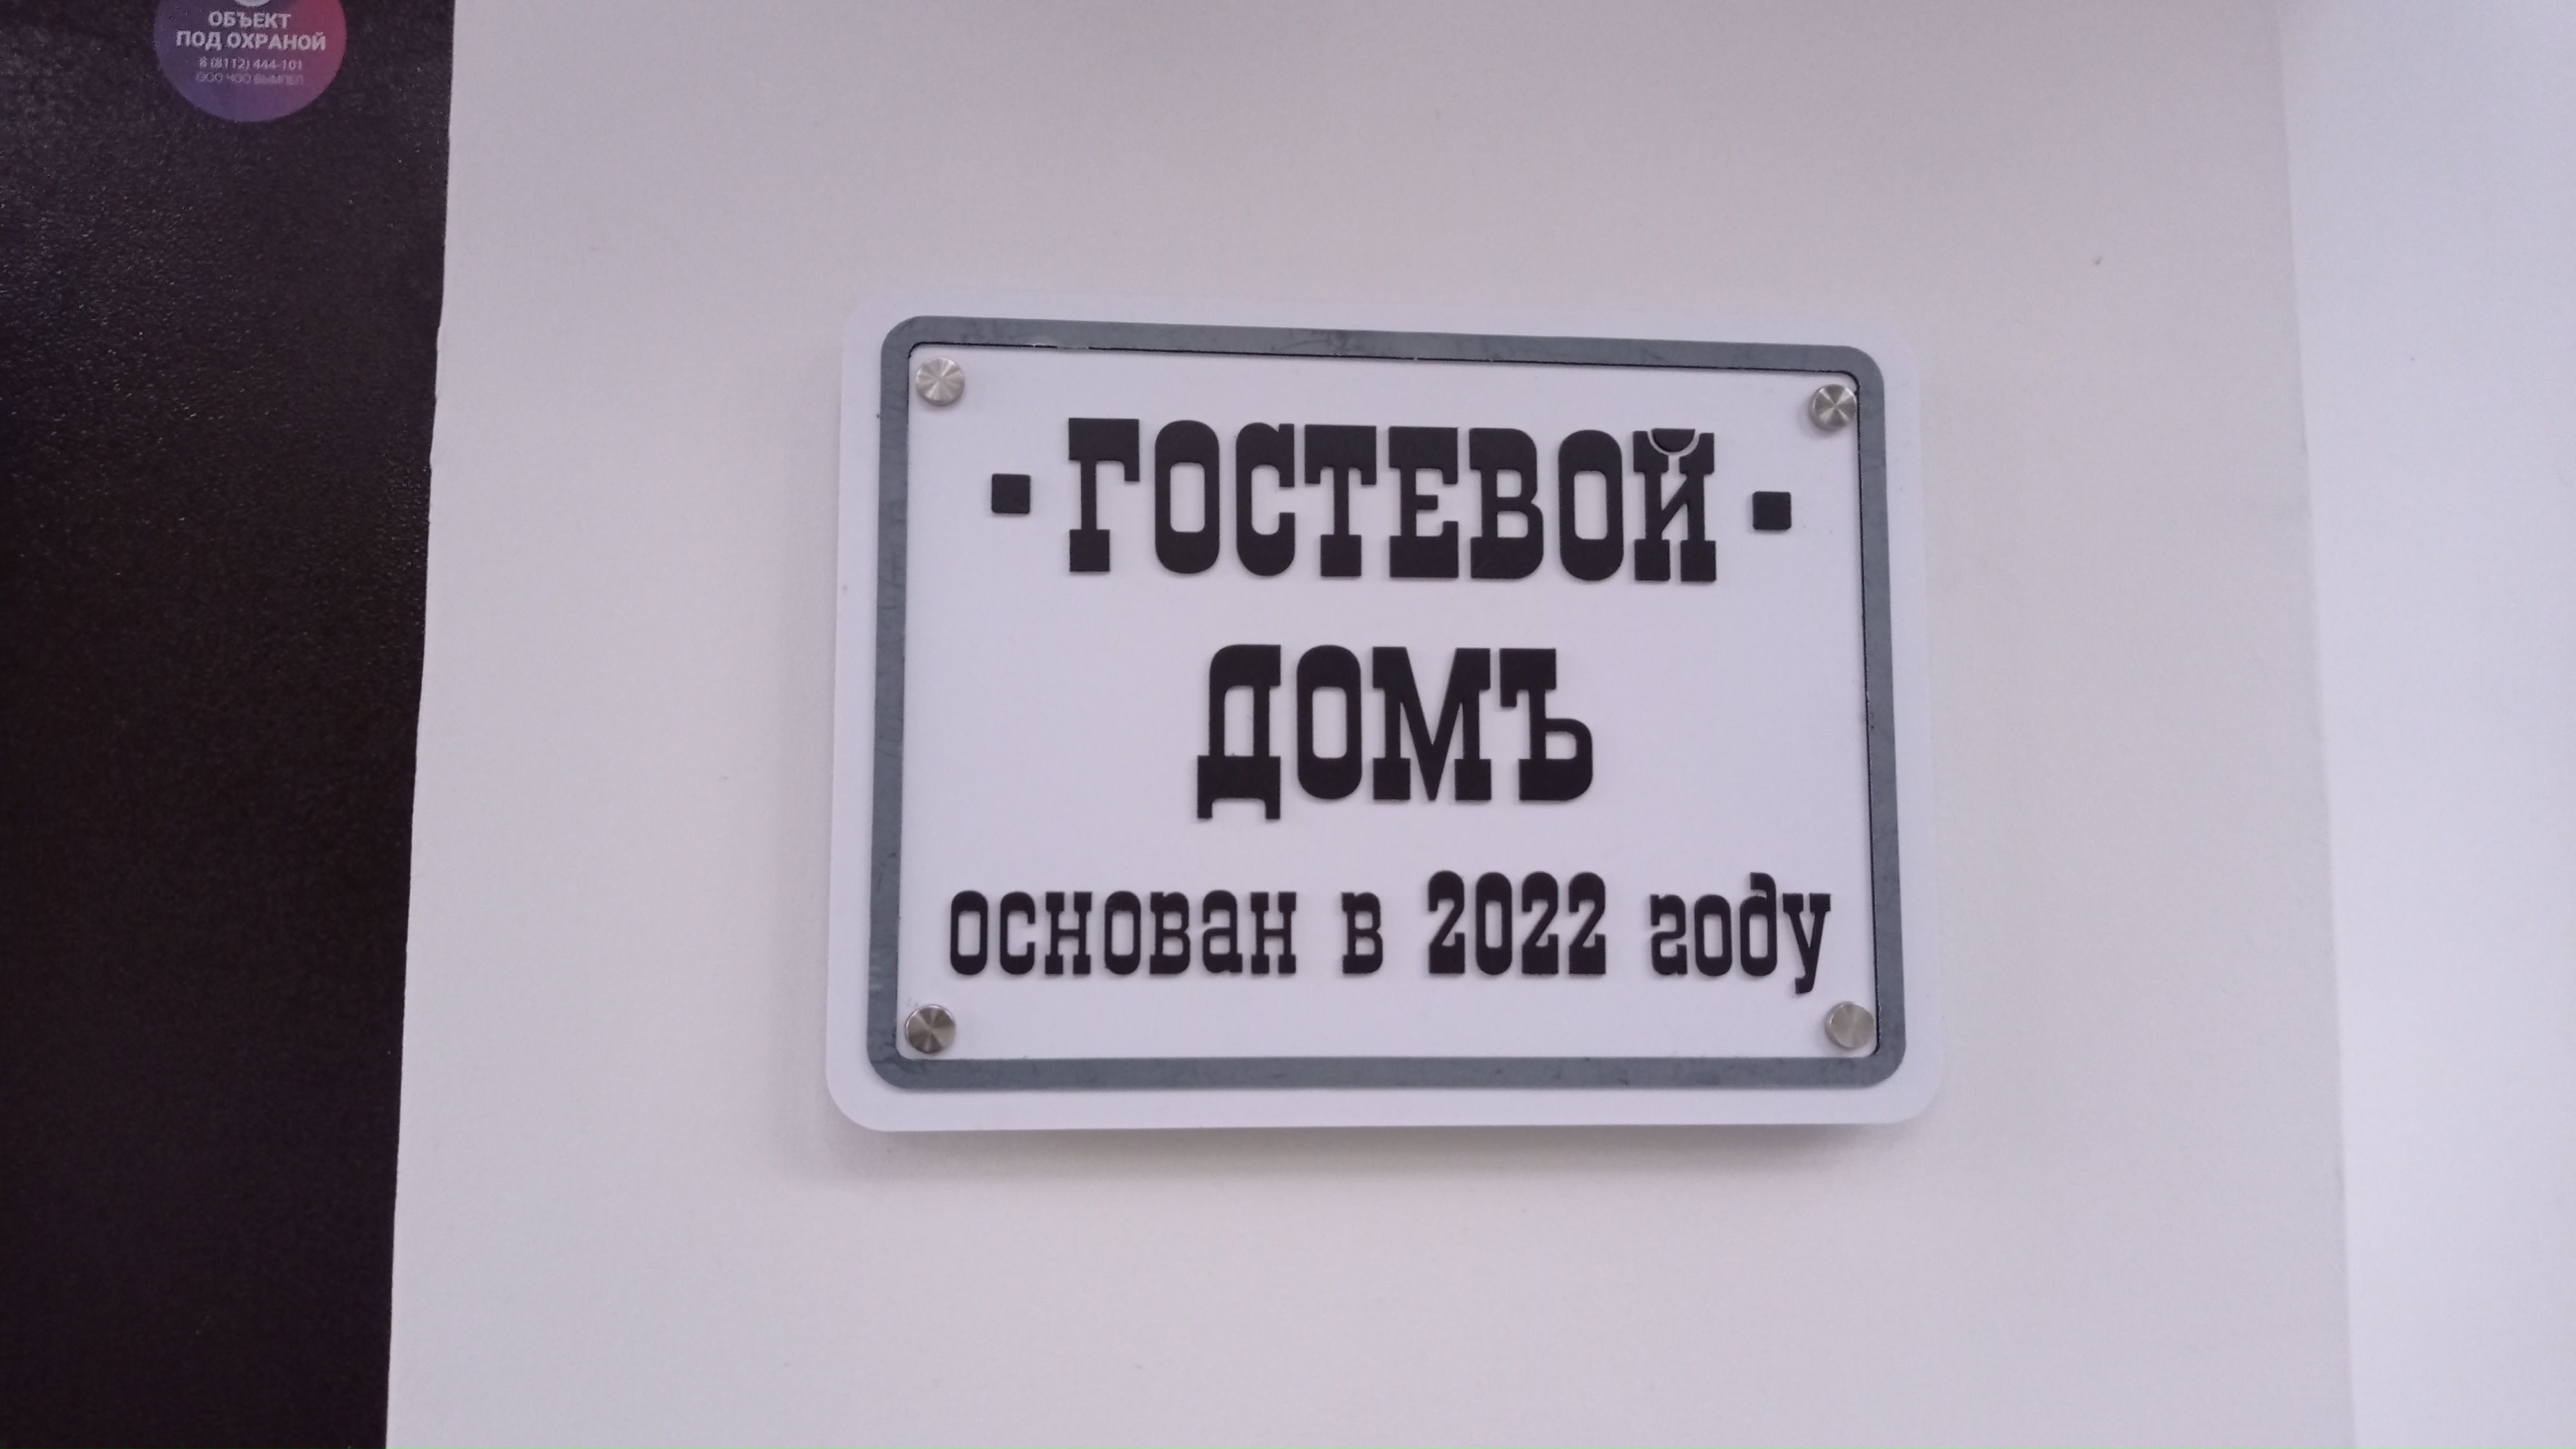 ОБЪЕКТ
ПОД ОХРАНОЙ
8 (8112) 444-101
ООО ЧОО ВЫМПЕЛ
▪ ГОСТЕВОЙ ▪
ДОМЪ
основан в 2022 году